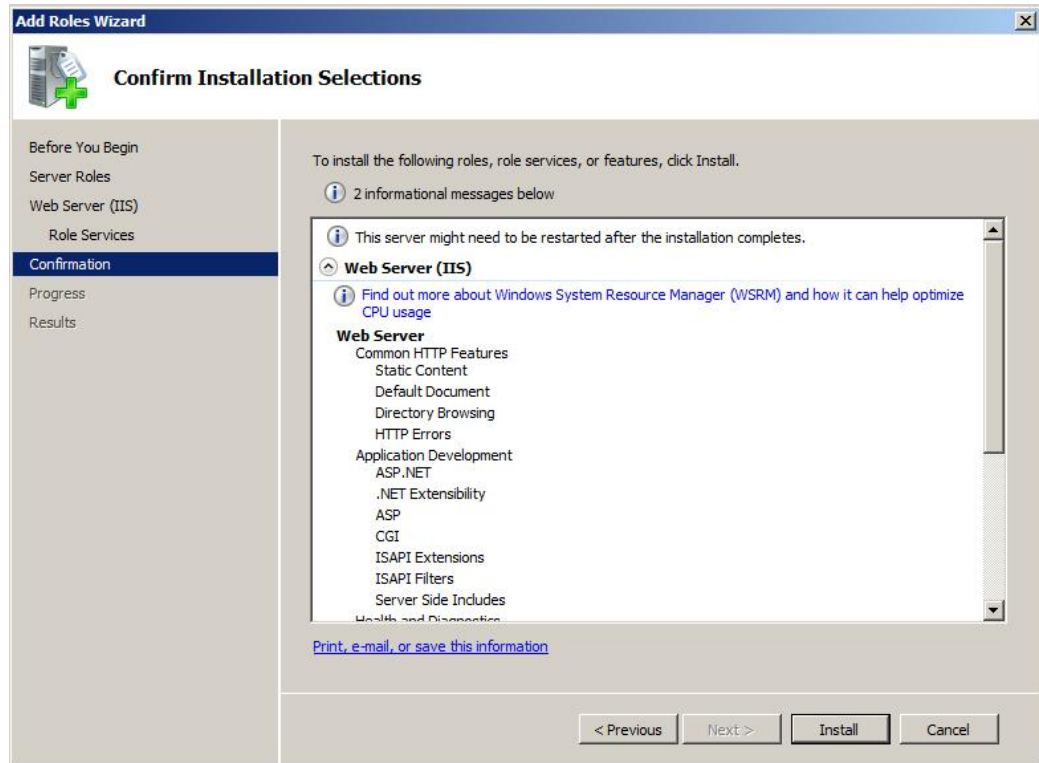 Add Roles Wizard
Confirm Installation Selections
Before You Begin
Server Roles
Web Server (IIS)
Role Services
Confirmation
Progress
Results
To install the following roles, role services, or features, click Install.
2 informational messages below
This server might need to be restarted after the installation completes.
Web Server (IIS)
Find out more about Windows System Resource Manager (WSRM) and how it can help optimize
CPU usage
Web Server
Common HTTP Features
Static Content
Default Document
Directory Browsing
HTTP Errors
Application Development
ASP.NET
.NET Extensibility
ASP
CGI
ISAPI Extensions
ISAPI Filters
Server Side Includes
Health and Diagnostics
Print, e-mail, or save this information
< Previous
Next >
Install
Cancel